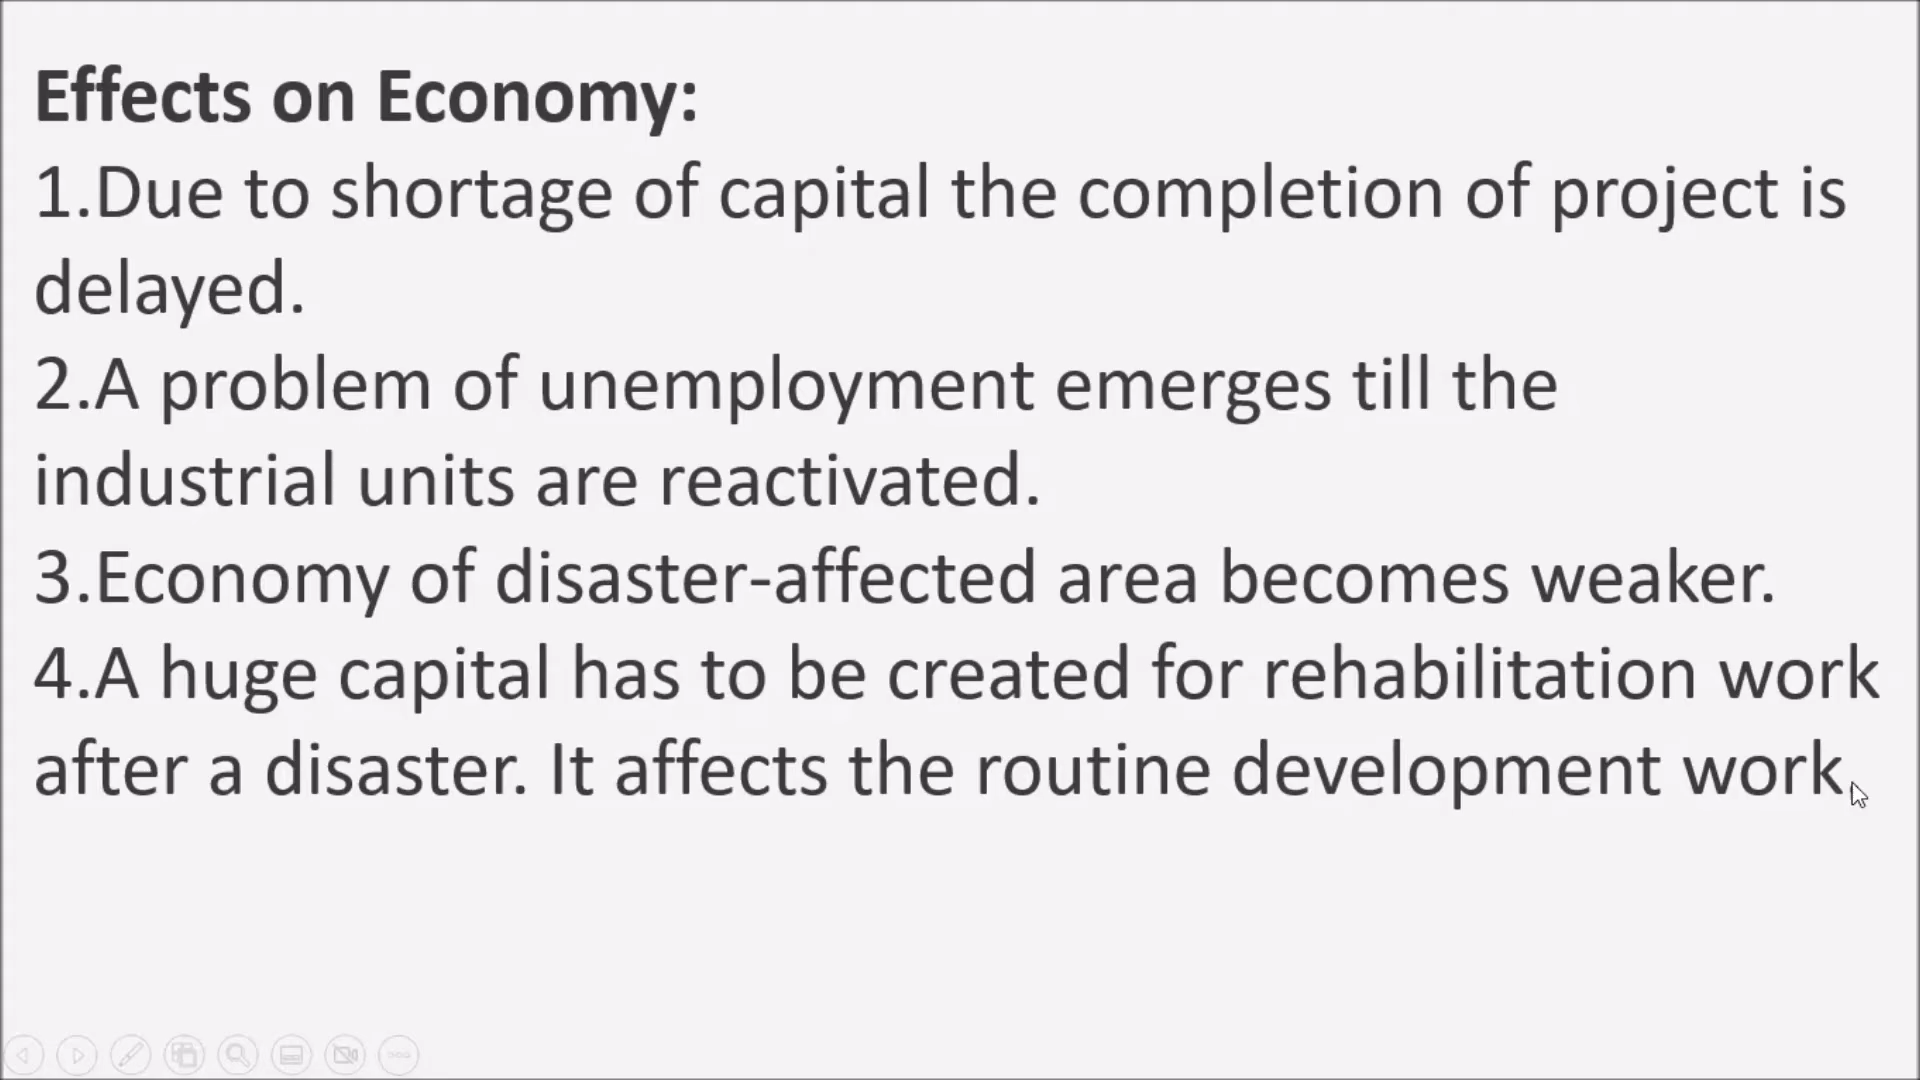 Effects on Economy:
1.Due to shortage of capital the completion of project is
delayed.
2.A problem of unemployment emerges till the
industrial units are reactivated.
3.Economy of disaster-affected area becomes weaker.
4.A huge capital has to be created for rehabilitation work
after a disaster. It affects the routine development work.